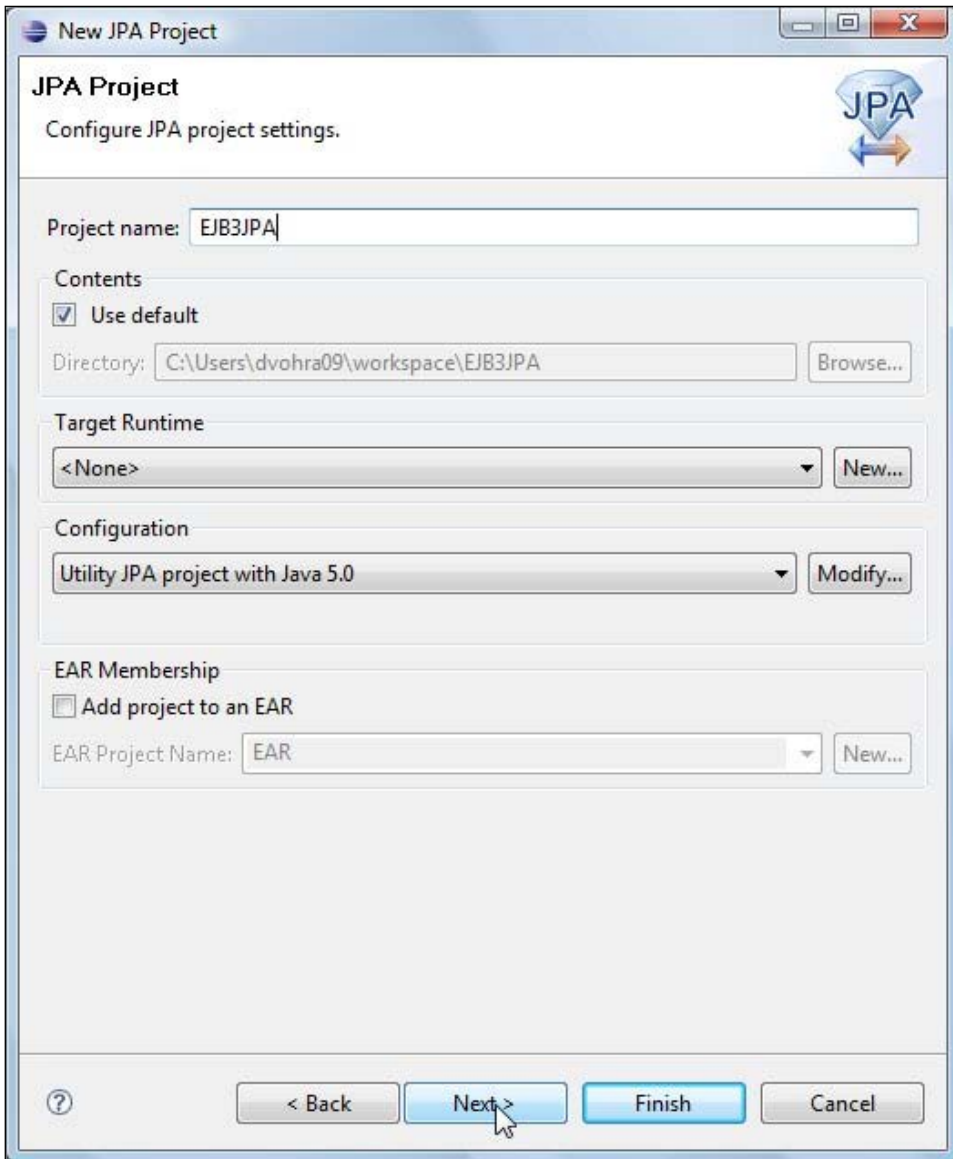 New JPA Project
JPA Project
Configure JPA project settings.
JPA
Project name: EJB3JPA
Contents
Use default
Directory: C:\Users\dvohra09\workspace\EJB3JPA Browse...
Target Runtime
<None> New...
Configuration
Utility JPA project with Java 5.0 Modify...
EAR Membership
Add project to an EAR
EAR Project Name: EAR New...
? < Back Next > Finish Cancel